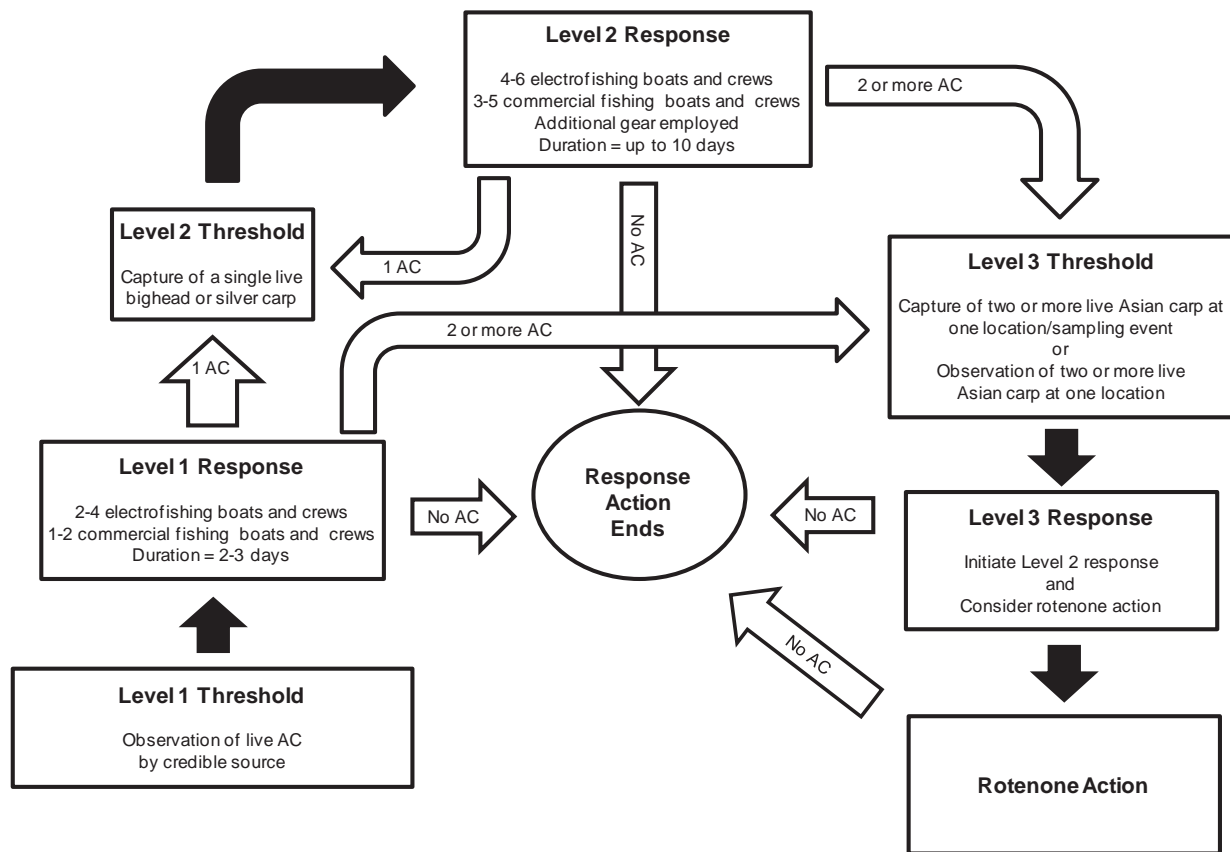 Level 2 Response
4-6 electrofishing boats and crews
3-5 commercial fishing boats and crews
Additional gear employed
Duration = up to 10 days
2 or more AC
No AC
Level 2 Threshold
Capture of a single live
bighead or silver carp
1 AC
Level 3 Threshold
Capture of two or more live Asian carp at
one location/sampling event
or
Observation of two or more live
Asian carp at one location
2 or more AC
1 AC
Level 1 Response
2-4 electrofishing boats and crews
1-2 commercial fishing boats and crews
Duration = 2-3 days
No AC
Response
Action
Ends
No AC
Level 3 Response
Initiate Level 2 response
and
Consider rotenone action
No AC
Level 1 Threshold
Observation of live AC
by credible source
Rotenone Action